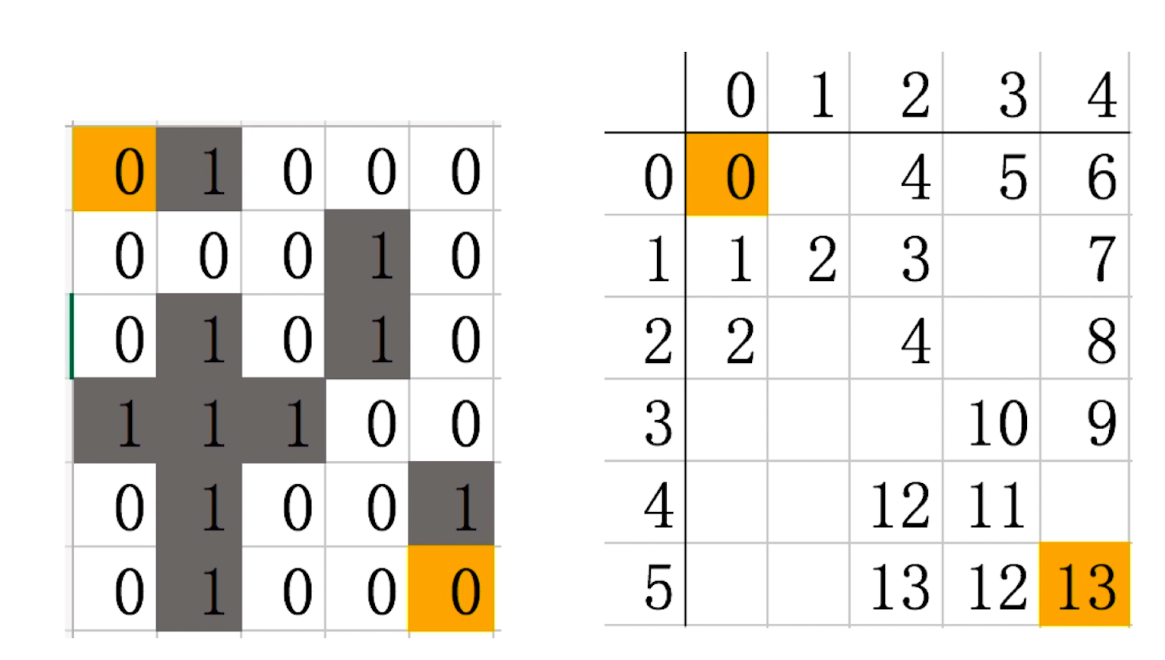 0 1 0 0 0
0 0 0 1 0
0 1 0 1 0
1 1 1 0 0
0 1 0 0 1
0 1 0 0 0
0 1 2 3 4
0 0 4 5 6
1 1 2 3 7
2 2 4 8
3 10 9
4 12 11
5 13 12 13